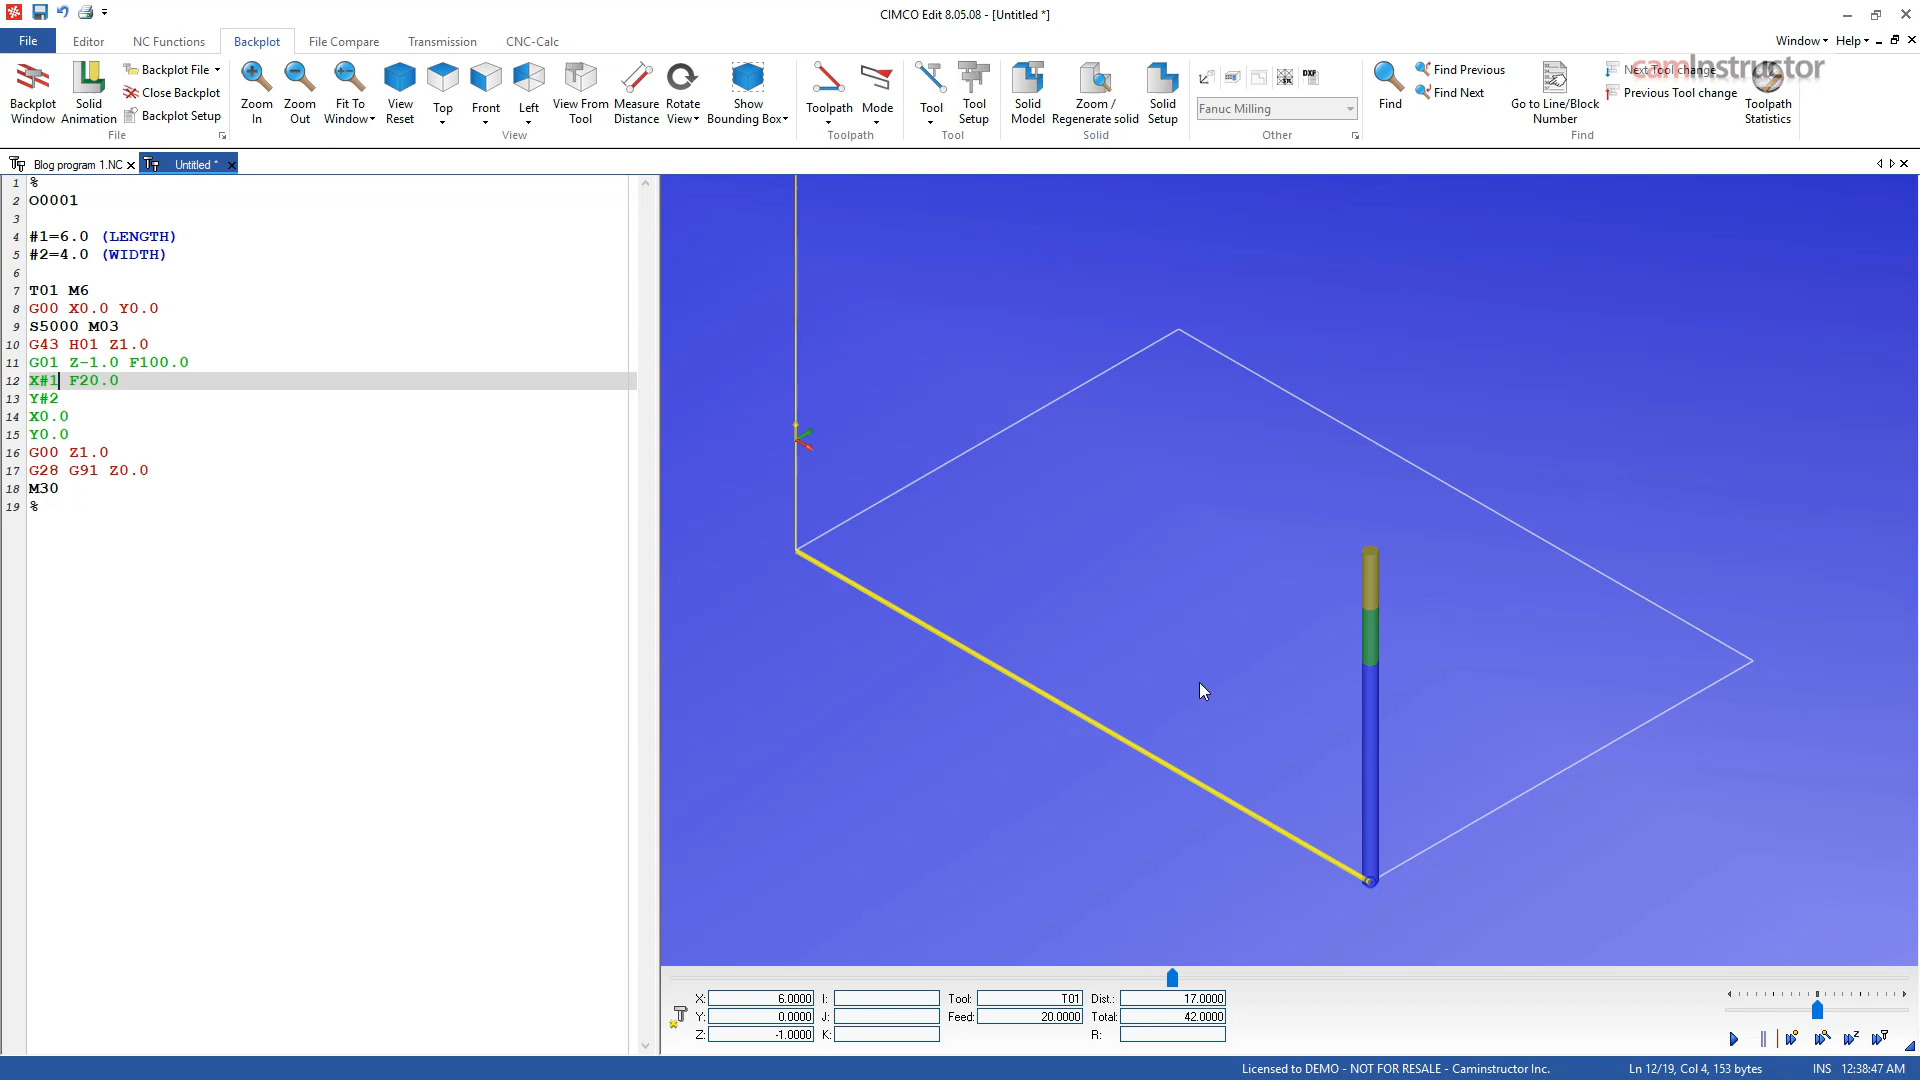 CIMCO Edit 8.05.08 - [Untitled *]
File Editor NC Functions Backplot File Compare Transmission CNC-Calc Window Help
Backplot Window
Solid Animation
Backplot File
Close Backplot
Backplot Setup
File
Zoom In
Zoom Out
Fit To Window
View Reset
Top
Front
Left
View From Tool
Measure Distance
Rotate View
Show Bounding Box
View
Toolpath
Mode
Toolpath
Tool
Tool Setup
Tool
Solid Model
Zoom / Regenerate solid
Solid Setup
Solid
DXF
Fanuc Milling
Other
Find
Find Previous
Find Next
Go to Line/Block Number
Next Tool change
Previous Tool change
Toolpath Statistics
Find
camInstructor
Blog program 1.NC
Untitled *
1 %
2 O0001
3
4 #1=6.0 (LENGTH)
5 #2=4.0 (WIDTH)
6
7 T01 M6
8 G00 X0.0 Y0.0
9 S5000 M03
10 G43 H01 Z1.0
11 G01 Z-1.0 F100.0
12 X#1 F20.0
13 Y#2
14 X0.0
15 Y0.0
16 G00 Z1.0
17 G28 G91 Z0.0
18 M30
19 %
X: 6.0000 I: Tool: T01 Dist.: 17.0000
Y: 0.0000 J: Feed: 20.0000 Total: 42.0000
Z: -1.0000 K: R:
Licensed to DEMO - NOT FOR RESALE - Caminstructor Inc. Ln 12/19, Col 4, 153 bytes INS 12:38:47 AM